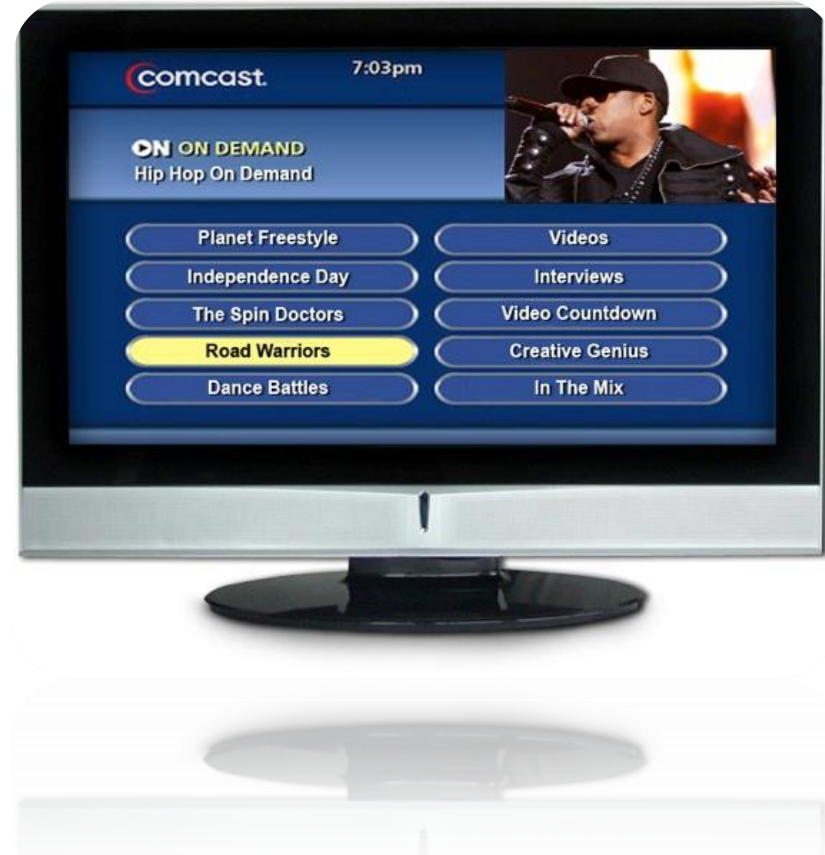 comcast.
7:03pm
ON ON DEMAND
Hip Hop On Demand
Planet Freestyle
Videos
Independence Day
Interviews
The Spin Doctors
Video Countdown
Road Warriors
Creative Genius
Dance Battles
In The Mix